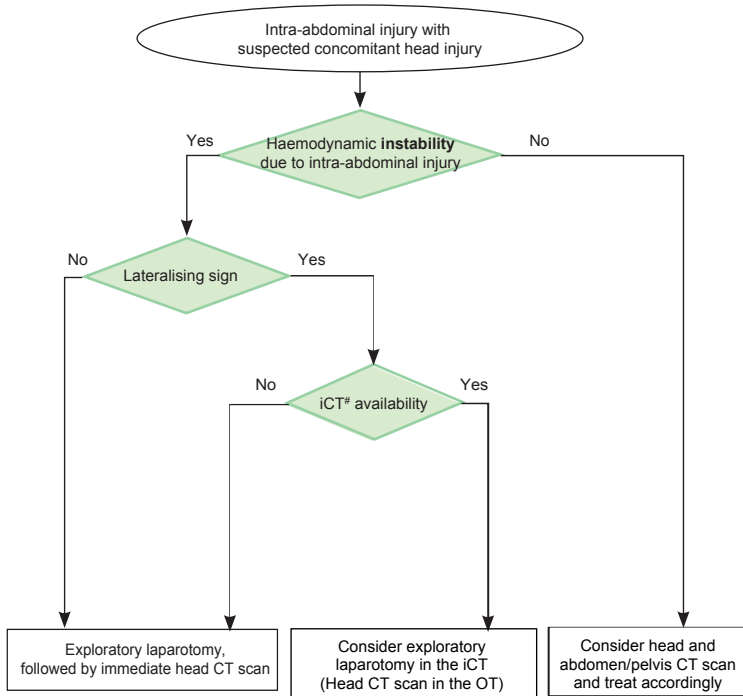 Intra-abdominal injury with
suspected concomitant head injury
Yes
Haemodynamic instability
due to intra-abdominal injury
No
No
Lateralising sign
Yes
No
iCT# availability
Yes
Exploratory laparotomy,
followed by immediate head CT scan
Consider exploratory
laparotomy in the iCT
(Head CT scan in the OT)
Consider head and
abdomen/pelvis CT scan
and treat accordingly